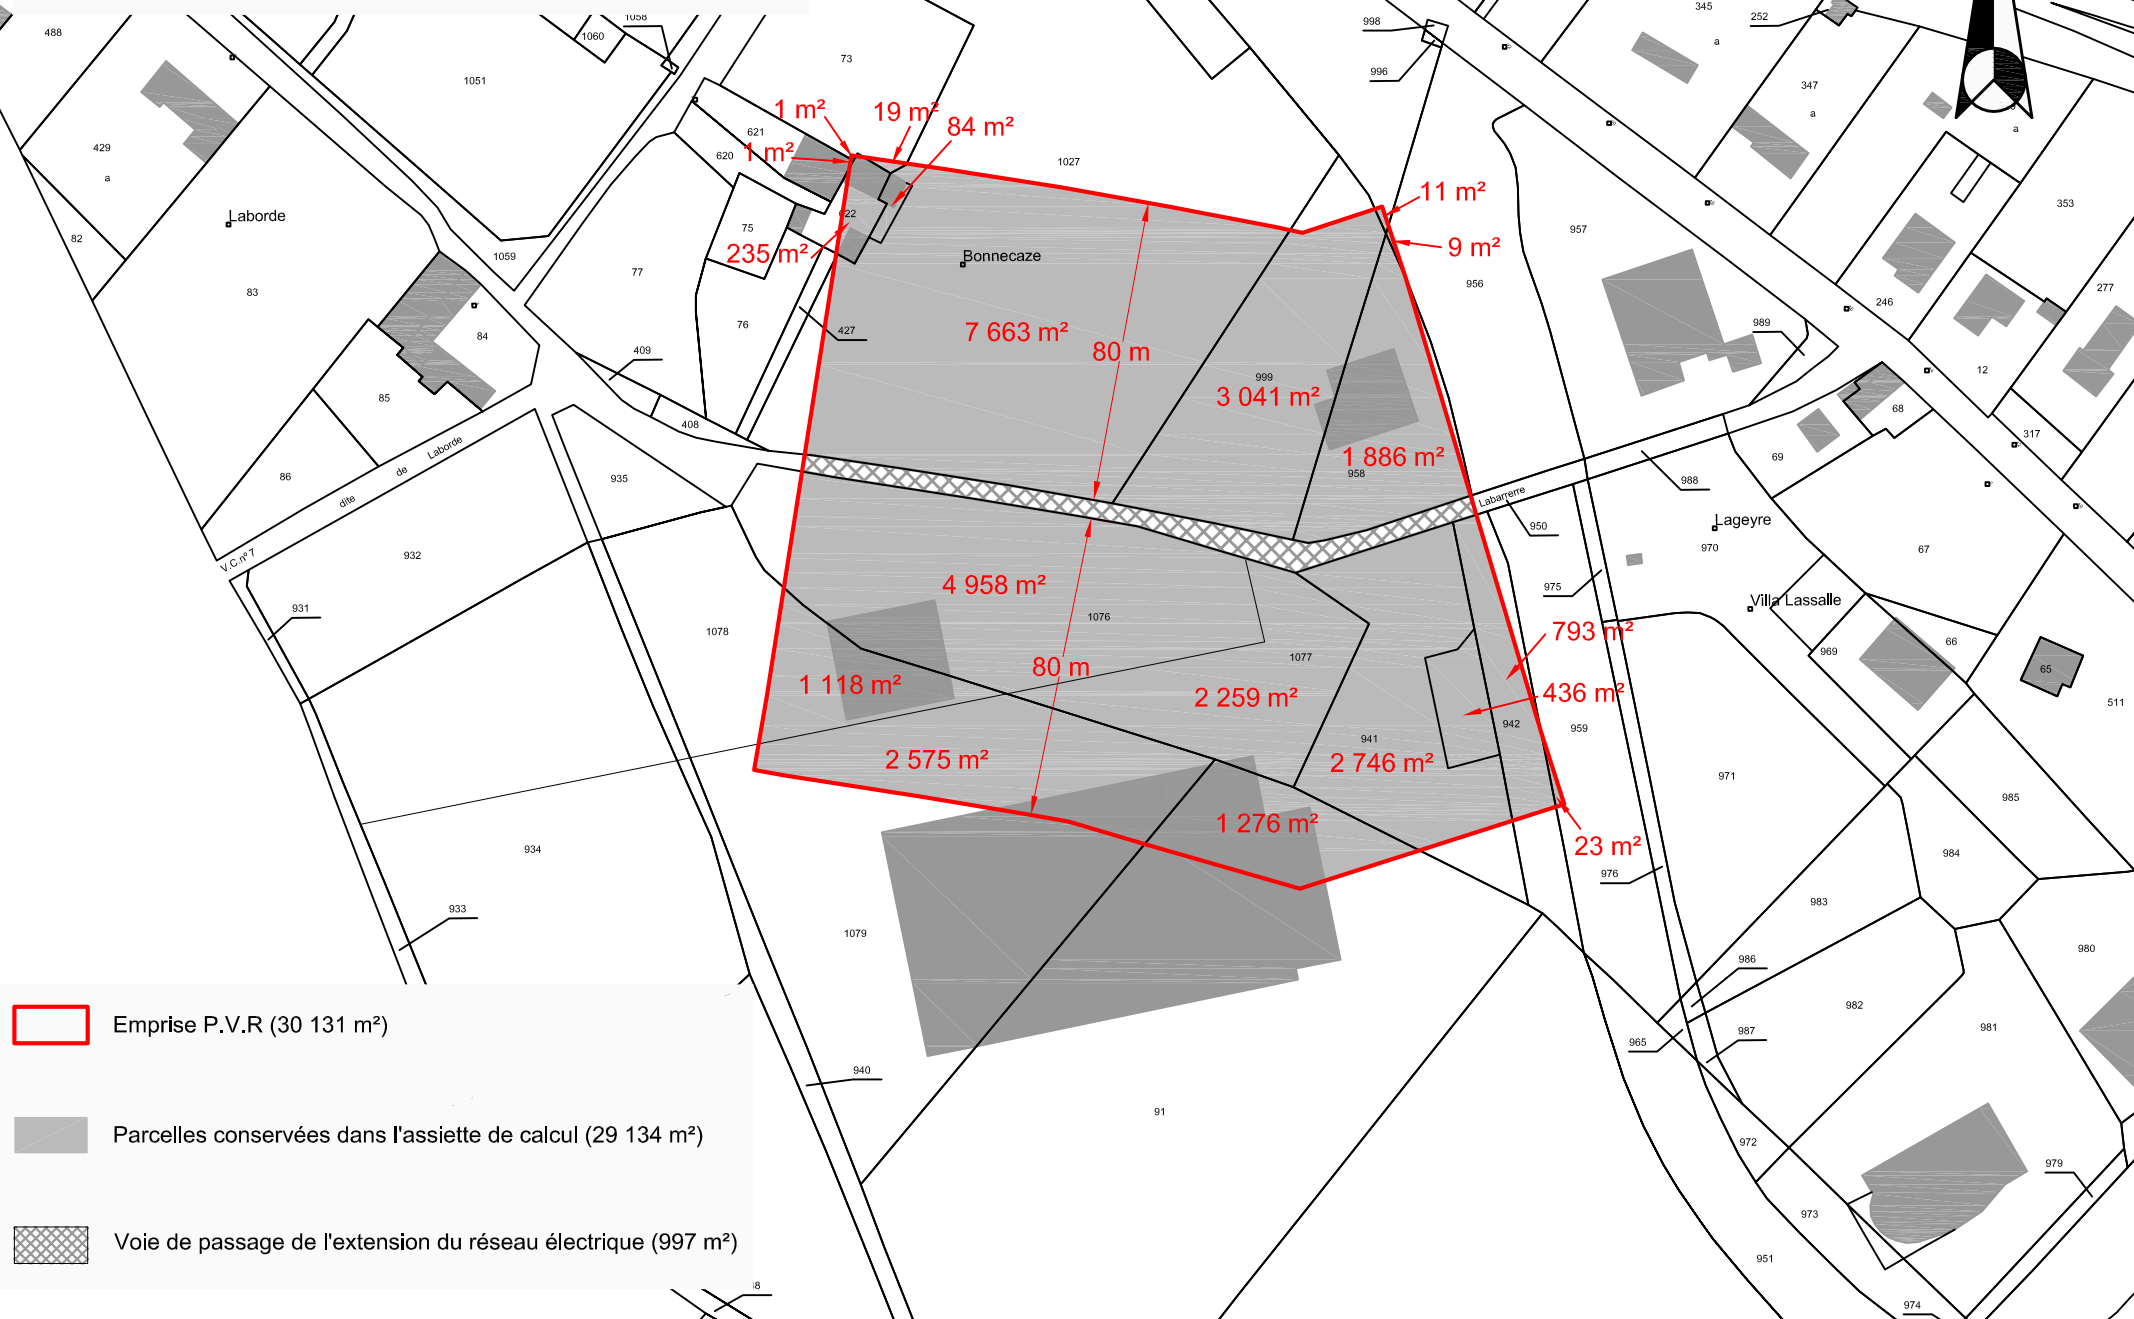 488
1058
1060
1051
73
998
996
345
a
252
347
a
a
353
429
a
621
620
1 m²
1 m²
19 m²
84 m²
1027
11 m²
9 m²
957
956
Laborde
82
83
1059
77
75
76
622
235 m²
427
Bonnecaze
7 663 m²
80 m
999
3 041 m²
1 886 m²
958
246
277
989
12
84
85
86
409
408
68
69
317
988
67
V.C.n°7
dite
de
Laborde
935
932
931
Labarrerre
950
Lageyre
970
975
Villa Lassalle
66
969
65
511
4 958 m²
1076
80 m
1078
1077
1 118 m²
2 259 m²
2 575 m²
793 m²
436 m²
942
959
941
2 746 m²
1 276 m²
23 m²
971
985
984
976
983
980
934
933
1079
940
91
986
982
981
987
965
972
979
973
951
974
Emprise P.V.R (30 131 m²)
Parcelles conservées dans l'assiette de calcul (29 134 m²)
Voie de passage de l'extension du réseau électrique (997 m²)